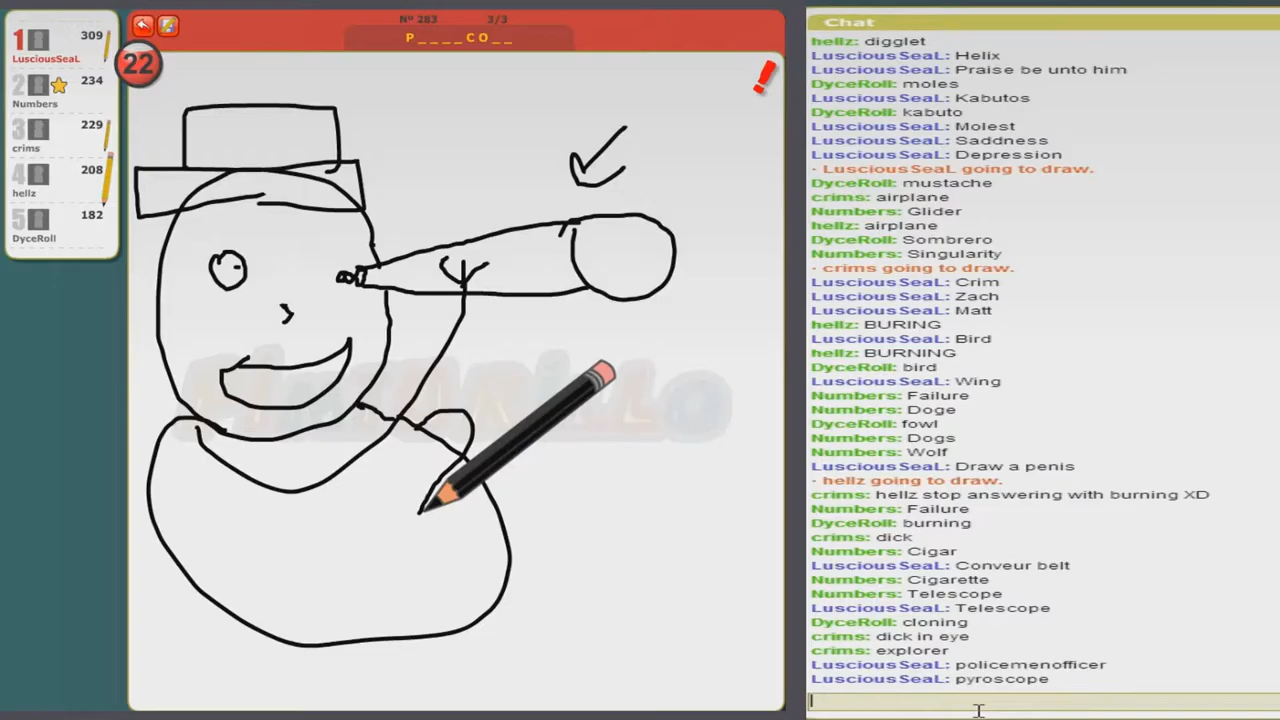 Nº 283 3/3
P _ _ _ _ C O _ _
22
1 309
LusciousSeaL
2 234
Numbers
3 229
crims
4 208
hellz
5 182
DyceRoll
Chat
hellz: digglet
LusciousSeaL: Helix
LusciousSeaL: Praise be unto him
DyceRoll: moles
LusciousSeaL: Kabutos
DyceRoll: kabuto
LusciousSeaL: Molest
LusciousSeaL: Saddness
LusciousSeaL: Depression
· LusciousSeaL going to draw.
DyceRoll: mustache
crims: airplane
Numbers: Glider
hellz: airplane
DyceRoll: Sombrero
Numbers: Singularity
· crims going to draw.
LusciousSeaL: Crim
LusciousSeaL: Zach
LusciousSeaL: Matt
hellz: BURING
LusciousSeaL: Bird
hellz: BURNING
DyceRoll: bird
LusciousSeaL: Wing
Numbers: Failure
Numbers: Doge
DyceRoll: fowl
Numbers: Dogs
Numbers: Wolf
LusciousSeaL: Draw a penis
· hellz going to draw.
crims: hellz stop answering with burning XD
Numbers: Failure
DyceRoll: burning
crims: dick
Numbers: Cigar
LusciousSeaL: Conveur belt
Numbers: Cigarette
Numbers: Telescope
LusciousSeaL: Telescope
DyceRoll: cloning
crims: dick in eye
crims: explorer
LusciousSeaL: policemenofficer
LusciousSeaL: pyroscope